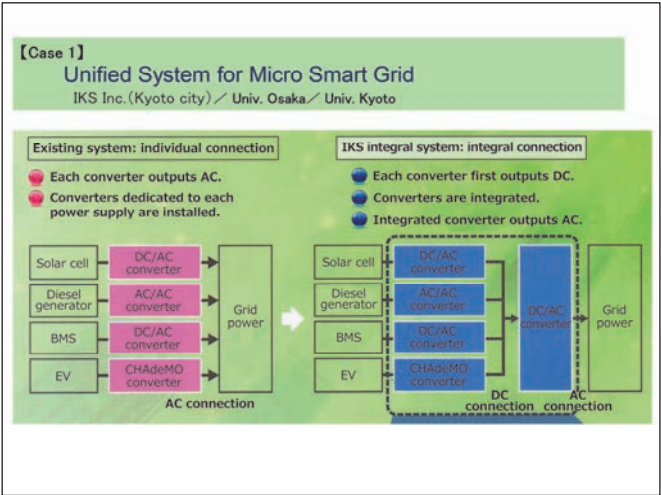 【Case 1】
Unified System for Micro Smart Grid
IKS Inc.(Kyoto city)／ Univ. Osaka／ Univ. Kyoto
Existing system: individual connection
Each converter outputs AC.
Converters dedicated to each
power supply are installed.
Solar cell
DC/AC
converter
Diesel
generator
AC/AC
converter
BMS
DC/AC
converter
EV
CHAdeMO
converter
Grid
power
AC connection
IKS integral system: integral connection
Each converter first outputs DC.
Converters are integrated.
Integrated converter outputs AC.
Solar cell
DC/AC
converter
Diesel
generator
AC/AC
converter
BMS
DC/AC
converter
EV
CHAdeMO
converter
DC/AC
converter
Grid
power
DC
connection
AC
connection